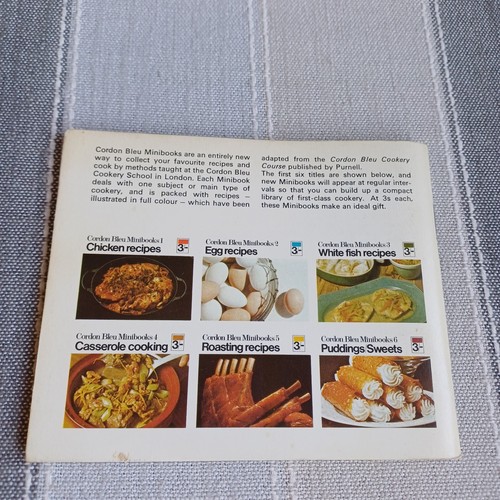 Cordon Bleu Minibooks are an entirely new
way to collect your favourite recipes and
cook by methods taught at the Cordon Bleu
Cookery School in London. Each Minibook
deals with one subject or main type of
cookery, and is packed with recipes –
illustrated in full colour – which have been
adapted from the Cordon Bleu Cookery
Course published by Purnell.
The first six titles are shown below, and
new Minibooks will appear at regular inter-
vals so that you can build up a compact
library of first-class cookery. At 3s each,
these Minibooks make an ideal gift.
Cordon Bleu Minibooks 1
Chicken recipes
3-
Cordon Bleu Minibooks 2
Egg recipes
3-
Cordon Bleu Minibooks 3
White fish recipes
3-
Cordon Bleu Minibooks 4
Casserole cooking
3-
Cordon Bleu Minibooks 5
Roasting recipes
3-
Cordon Bleu Minibooks 6
Puddings/Sweets
3-